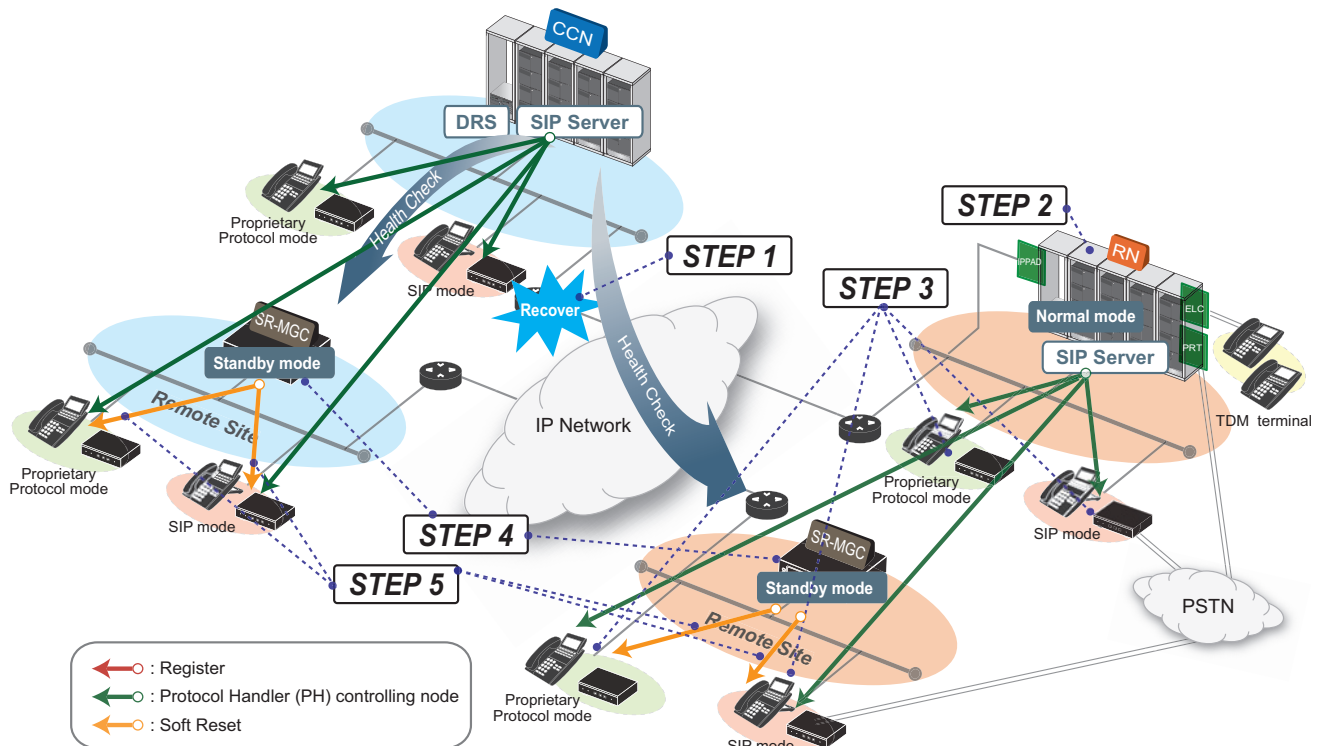 CCN
DRS
SIP Server
Health Check
Proprietary
Protocol mode
SIP mode
STEP 1
Recover
STEP 2
RN
IPPAD
ELC
PRT
Normal mode
SIP Server
TDM terminal
STEP 3
SR-MGC
Standby mode
Remote Site
Proprietary
Protocol mode
SIP mode
IP Network
Health Check
Proprietary
Protocol mode
SIP mode
STEP 4
STEP 5
SR-MGC
Standby mode
Remote Site
PSTN
Proprietary
Protocol mode
SIP mode
: Register
: Protocol Handler (PH) controlling node
: Soft Reset